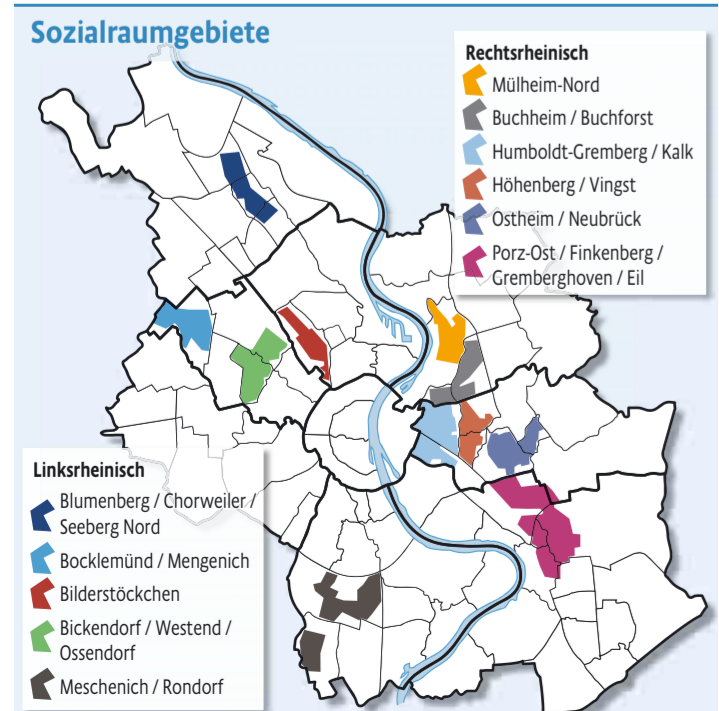 Sozialraumgebiete
Rechtsrheinisch
Mülheim-Nord
Buchheim / Buchforst
Humboldt-Gremberg / Kalk
Höhenberg / Vingst
Ostheim / Neubrück
Porz-Ost / Finkenberg /
Gremberghoven / Eil
Linksrheinisch
Blumenberg / Chorweiler /
Seeberg Nord
Bocklemünd / Mengenich
Bilderstöckchen
Bickendorf / Westend /
Ossendorf
Meschenich / Rondorf